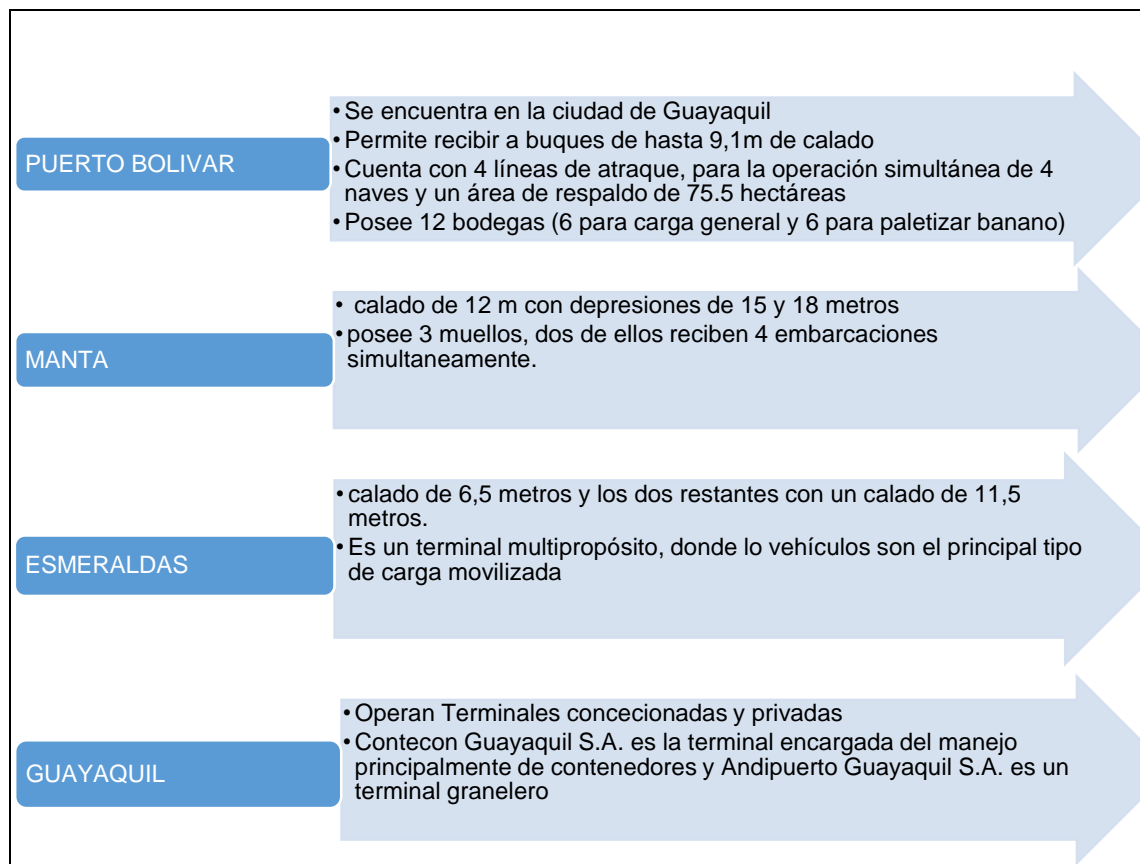 PUERTO BOLIVAR
•Se encuentra en la ciudad de Guayaquil
•Permite recibir a buques de hasta 9,1m de calado
•Cuenta con 4 líneas de atraque, para la operación simultánea de 4
naves y un área de respaldo de 75.5 hectáreas
•Posee 12 bodegas (6 para carga general y 6 para paletizar banano)
MANTA
• calado de 12 m con depresiones de 15 y 18 metros
•posee 3 muellos, dos de ellos reciben 4 embarcaciones
simultaneamente.
ESMERALDAS
•calado de 6,5 metros y los dos restantes con un calado de 11,5
metros.
•Es un terminal multipropósito, donde lo vehículos son el principal tipo
de carga movilizada
GUAYAQUIL
•Operan Terminales concecionadas y privadas
•Contecon Guayaquil S.A. es la terminal encargada del manejo
principalmente de contenedores y Andipuerto Guayaquil S.A. es un
terminal granelero